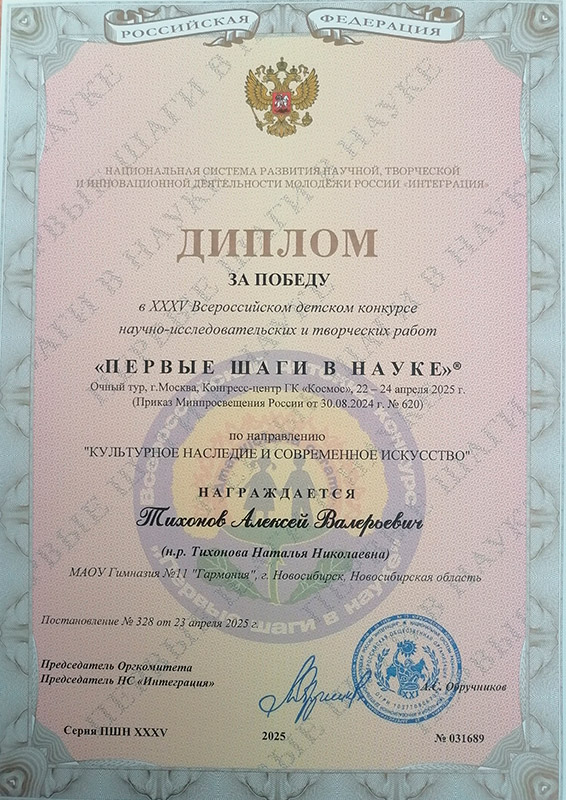 РОССИЙСКАЯ ФЕДЕРАЦИЯ
НАЦИОНАЛЬНАЯ СИСТЕМА РАЗВИТИЯ НАУЧНОЙ, ТВОРЧЕСКОЙ
И ИННОВАЦИОННОЙ ДЕЯТЕЛЬНОСТИ МОЛОДЕЖИ РОССИИ «ИНТЕГРАЦИЯ»
ДИПЛОМ
ЗА ПОБЕДУ
в XXXV Всероссийском детском конкурсе
научно-исследовательских и творческих работ
«ПЕРВЫЕ ШАГИ В НАУКЕ»®
Очный тур, г.Москва, Конгресс-центр ГК «Космос», 22 – 24 апреля 2025 г.
(Приказ Минпросвещения России от 30.08.2024 г. № 620)
по направлению
"КУЛЬТУРНОЕ НАСЛЕДИЕ И СОВРЕМЕННОЕ ИСКУССТВО"
НАГРАЖДАЕТСЯ
Тихонов Алексей Валерьевич
(н.р. Тихонова Наталья Николаевна)
МАОУ Гимназия №11 "Гармония", г. Новосибирск, Новосибирская область
Постановление № 328 от 23 апреля 2025 г.
Председатель Оргкомитета
Председатель НС «Интеграция»
А.С. Обручников
Серия ПШН XXXV
2025
№ 031689